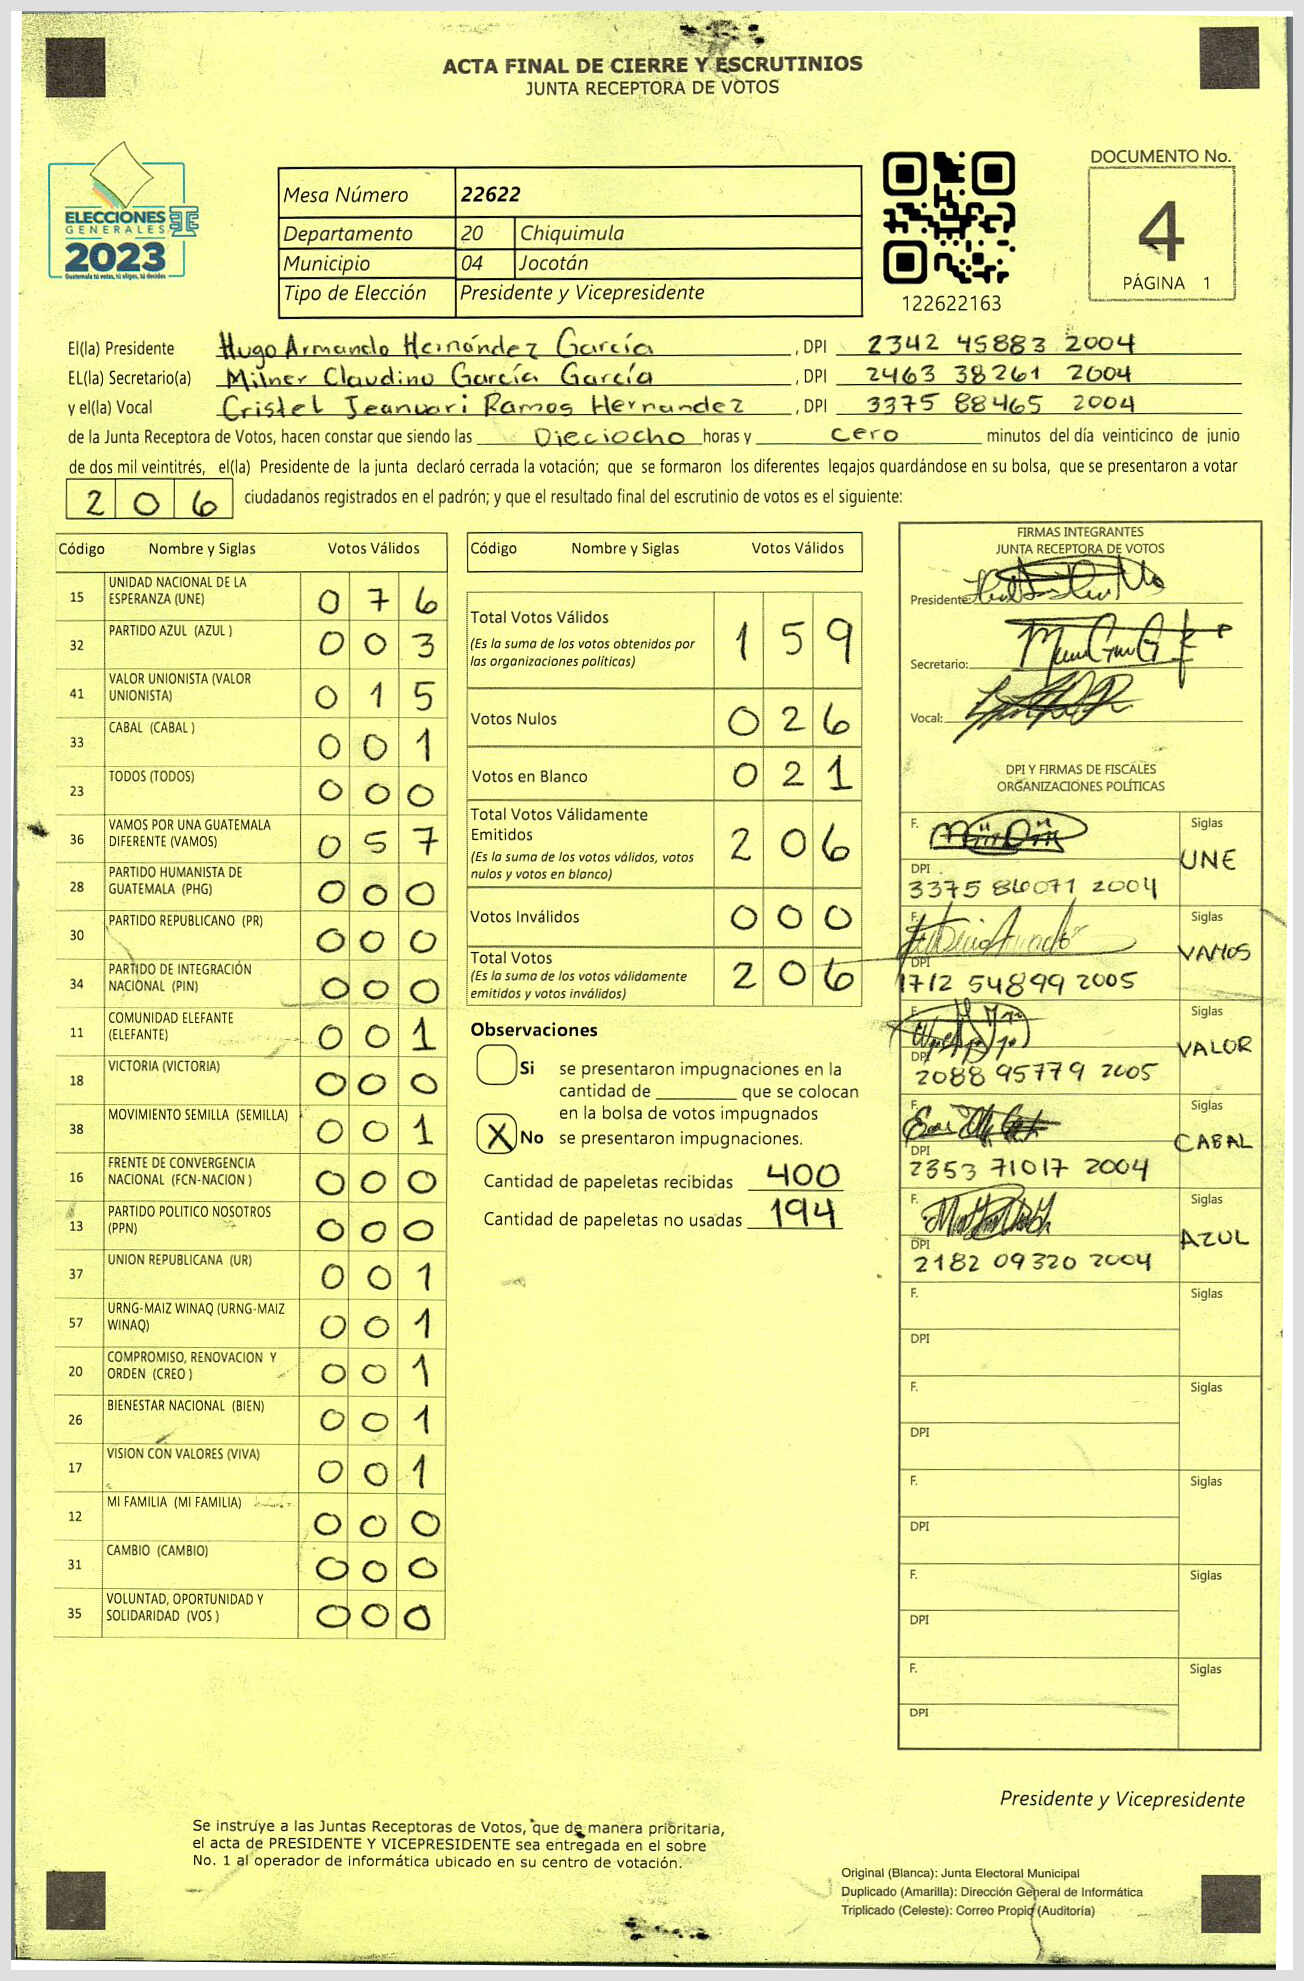 ACTA FINAL DE CIERRE Y ESCRUTINIOS
JUNTA RECEPTORA DE VOTOS
ELECCIONES
GENERALES
2023
Guatemala tú votas, tú eliges, tú decides
Mesa Número 22622
Departamento 20 Chiquimula
Municipio 04 Jocotán
Tipo de Elección Presidente y Vicepresidente
122622163
DOCUMENTO No.
4
PÁGINA 1
El(la) Presidente Hugo Armando Hernández García , DPI 2342 45883 2004
EL(la) Secretario(a) Milner Claudino García García , DPI 2463 38261 2004
y el(la) Vocal Cristel Jeanuari Ramos Hernandez , DPI 3375 88465 2004
de la Junta Receptora de Votos, hacen constar que siendo las Dieciocho horas y cero minutos del día veinticinco de junio
de dos mil veintitrés, el(la) Presidente de la junta declaró cerrada la votación; que se formaron los diferentes legajos guardándose en su bolsa, que se presentaron a votar
206 ciudadanos registrados en el padrón; y que el resultado final del escrutinio de votos es el siguiente:
Código Nombre y Siglas Votos Válidos
15 UNIDAD NACIONAL DE LA ESPERANZA (UNE) 0 7 6
32 PARTIDO AZUL (AZUL ) 0 0 3
41 VALOR UNIONISTA (VALOR UNIONISTA) 0 1 5
33 CABAL (CABAL ) 0 0 1
23 TODOS (TODOS) 0 0 0
36 VAMOS POR UNA GUATEMALA DIFERENTE (VAMOS) 0 5 7
28 PARTIDO HUMANISTA DE GUATEMALA (PHG) 0 0 0
30 PARTIDO REPUBLICANO (PR) 0 0 0
34 PARTIDO DE INTEGRACIÓN NACIONAL (PIN) 0 0 0
11 COMUNIDAD ELEFANTE (ELEFANTE) 0 0 1
18 VICTORIA (VICTORIA) 0 0 0
38 MOVIMIENTO SEMILLA (SEMILLA) 0 0 1
16 FRENTE DE CONVERGENCIA NACIONAL (FCN-NACION ) 0 0 0
13 PARTIDO POLITICO NOSOTROS (PPN) 0 0 0
37 UNION REPUBLICANA (UR) 0 0 1
57 URNG-MAIZ WINAQ (URNG-MAIZ WINAQ) 0 0 1
20 COMPROMISO, RENOVACION Y ORDEN (CREO ) 0 0 1
26 BIENESTAR NACIONAL (BIEN) 0 0 1
17 VISION CON VALORES (VIVA) 0 0 1
12 MI FAMILIA (MI FAMILIA) 0 0 0
31 CAMBIO (CAMBIO) 0 0 0
35 VOLUNTAD, OPORTUNIDAD Y SOLIDARIDAD (VOS ) 0 0 0
Código Nombre y Siglas Votos Válidos
Total Votos Válidos 1 5 9
(Es la suma de los votos obtenidos por
las organizaciones políticas)
Votos Nulos 0 2 6
Votos en Blanco 0 2 1
Total Votos Válidamente
Emitidos 2 0 6
(Es la suma de los votos válidos, votos
nulos y votos en blanco)
Votos Inválidos 0 0 0
Total Votos 2 0 6
(Es la suma de los votos válidamente
emitidos y votos inválidos)
Observaciones
Si se presentaron impugnaciones en la
cantidad de ________ que se colocan
en la bolsa de votos impugnados
X No se presentaron impugnaciones.
Cantidad de papeletas recibidas 400
Cantidad de papeletas no usadas 194
FIRMAS INTEGRANTES
JUNTA RECEPTORA DE VOTOS
Presidente:
Secretario:
Vocal:
DPI Y FIRMAS DE FISCALES
ORGANIZACIONES POLÍTICAS
F. Siglas UNE
DPI 3375 86071 2004
F. Siglas VAMOS
DPI 1712 54899 2005
F. Siglas VALOR
DPI 2088 95779 2005
F. Siglas CABAL
DPI 2353 71017 2004
F. Siglas AZUL
DPI 2182 09320 2004
F. Siglas
DPI
F. Siglas
DPI
F. Siglas
DPI
F. Siglas
DPI
F. Siglas
DPI
Presidente y Vicepresidente
Se instruye a las Juntas Receptoras de Votos, que de manera prioritaria,
el acta de PRESIDENTE Y VICEPRESIDENTE sea entregada en el sobre
No. 1 al operador de informática ubicado en su centro de votación.
Original (Blanca): Junta Electoral Municipal
Duplicado (Amarilla): Dirección General de Informática
Triplicado (Celeste): Correo Propio (Auditoría)